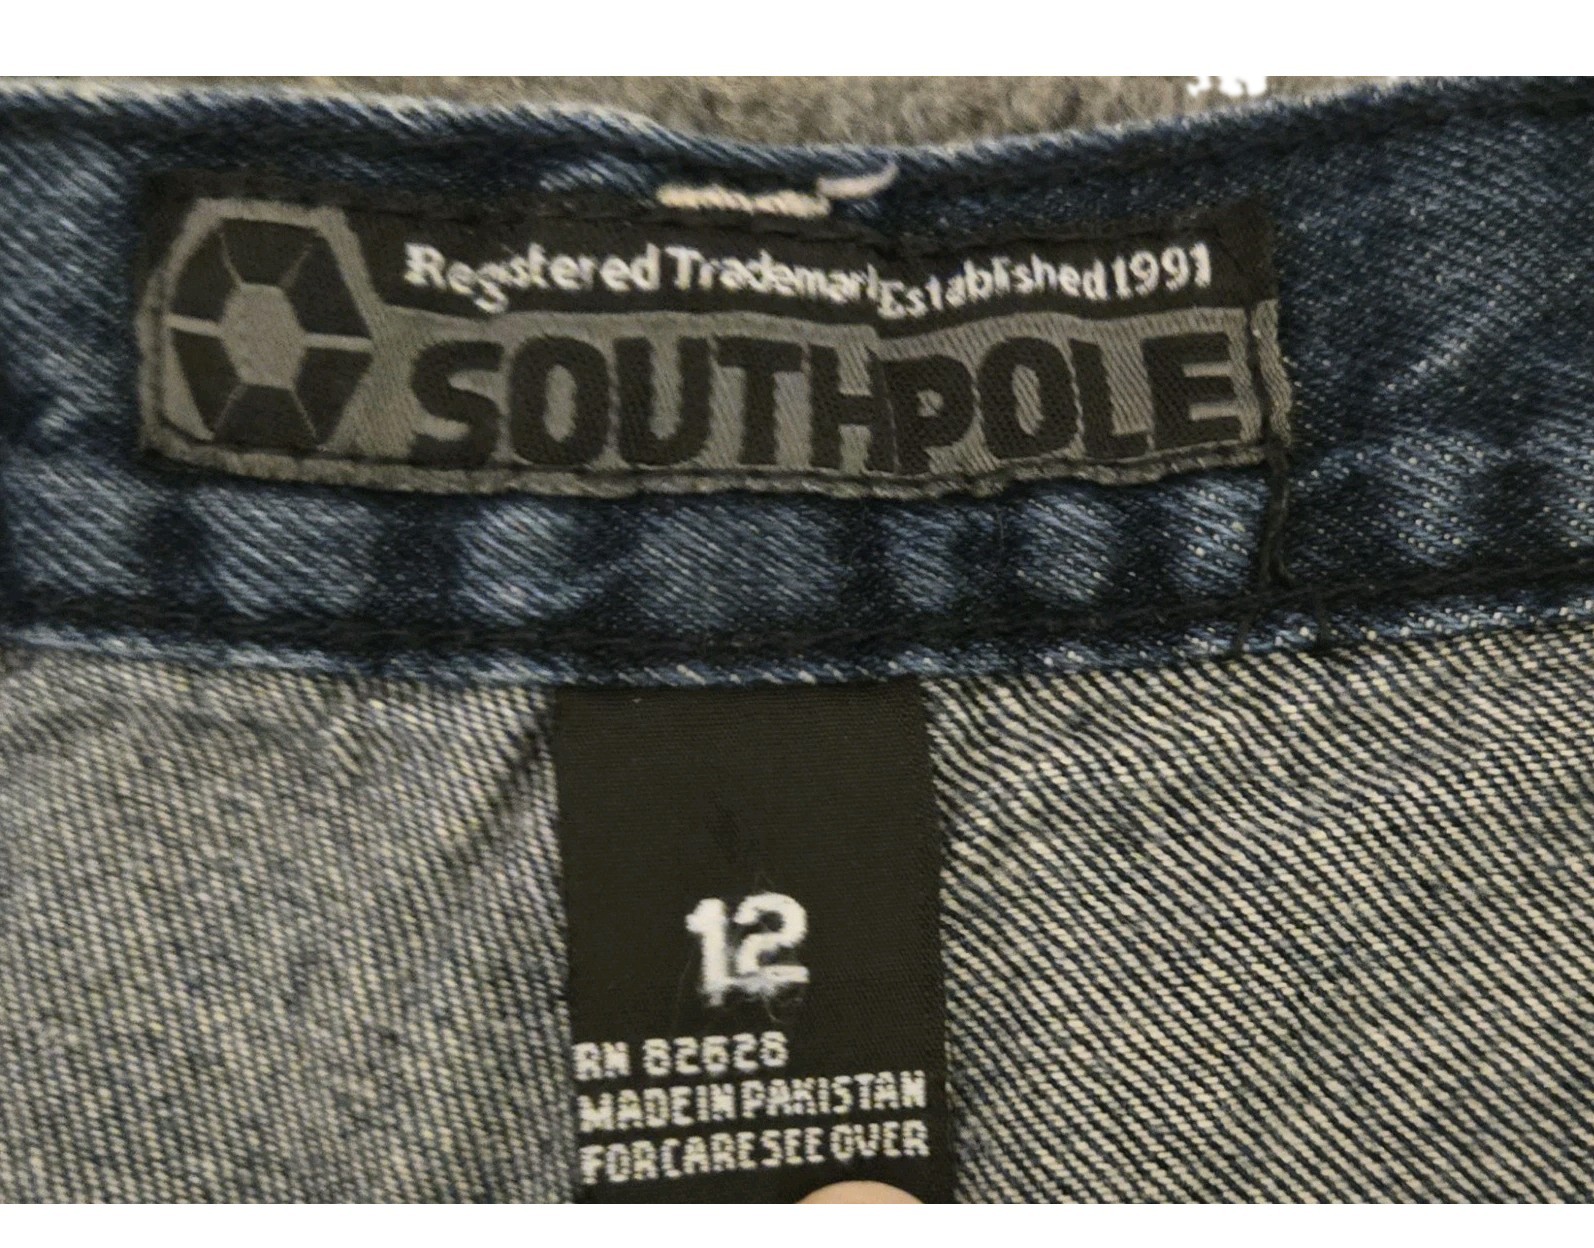 Registered Trademark Established 1991
SOUTHPOLE
12
RN 82628
MADE IN PAKISTAN
FOR CARE SEE OVER